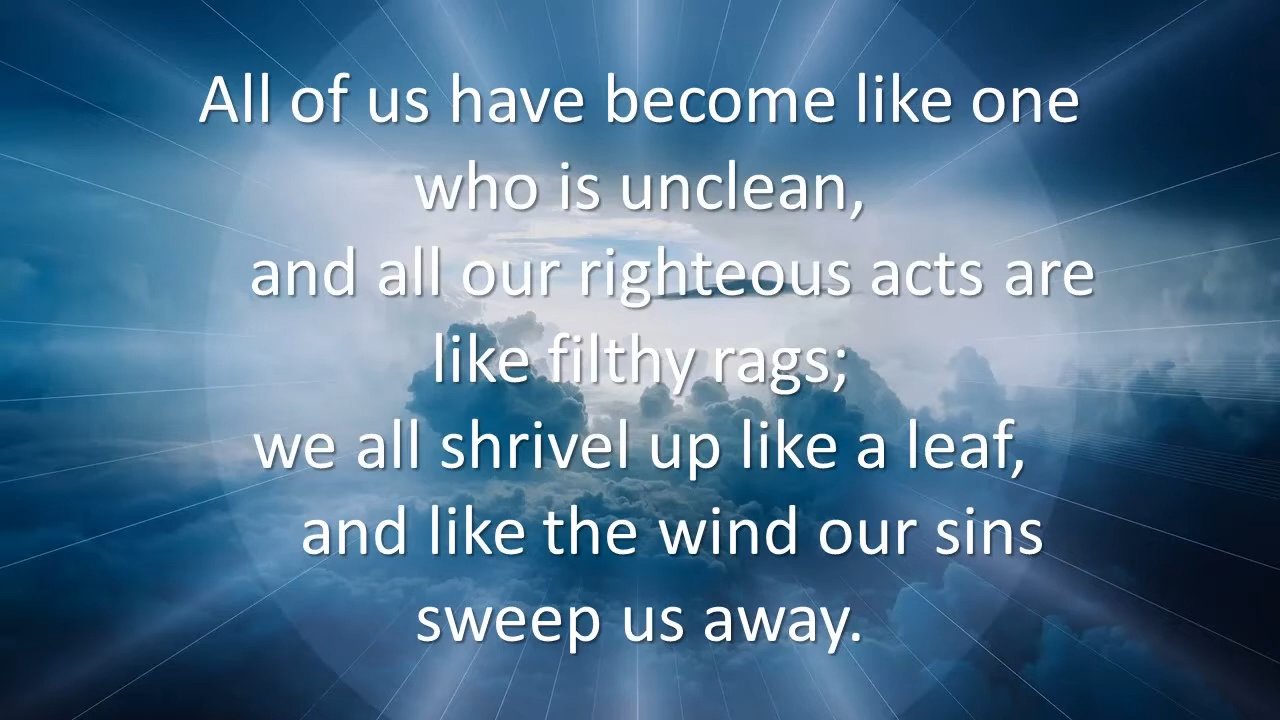 All of us have become like one
who is unclean,
and all our righteous acts are
like filthy rags;
we all shrivel up like a leaf,
and like the wind our sins
sweep us away.